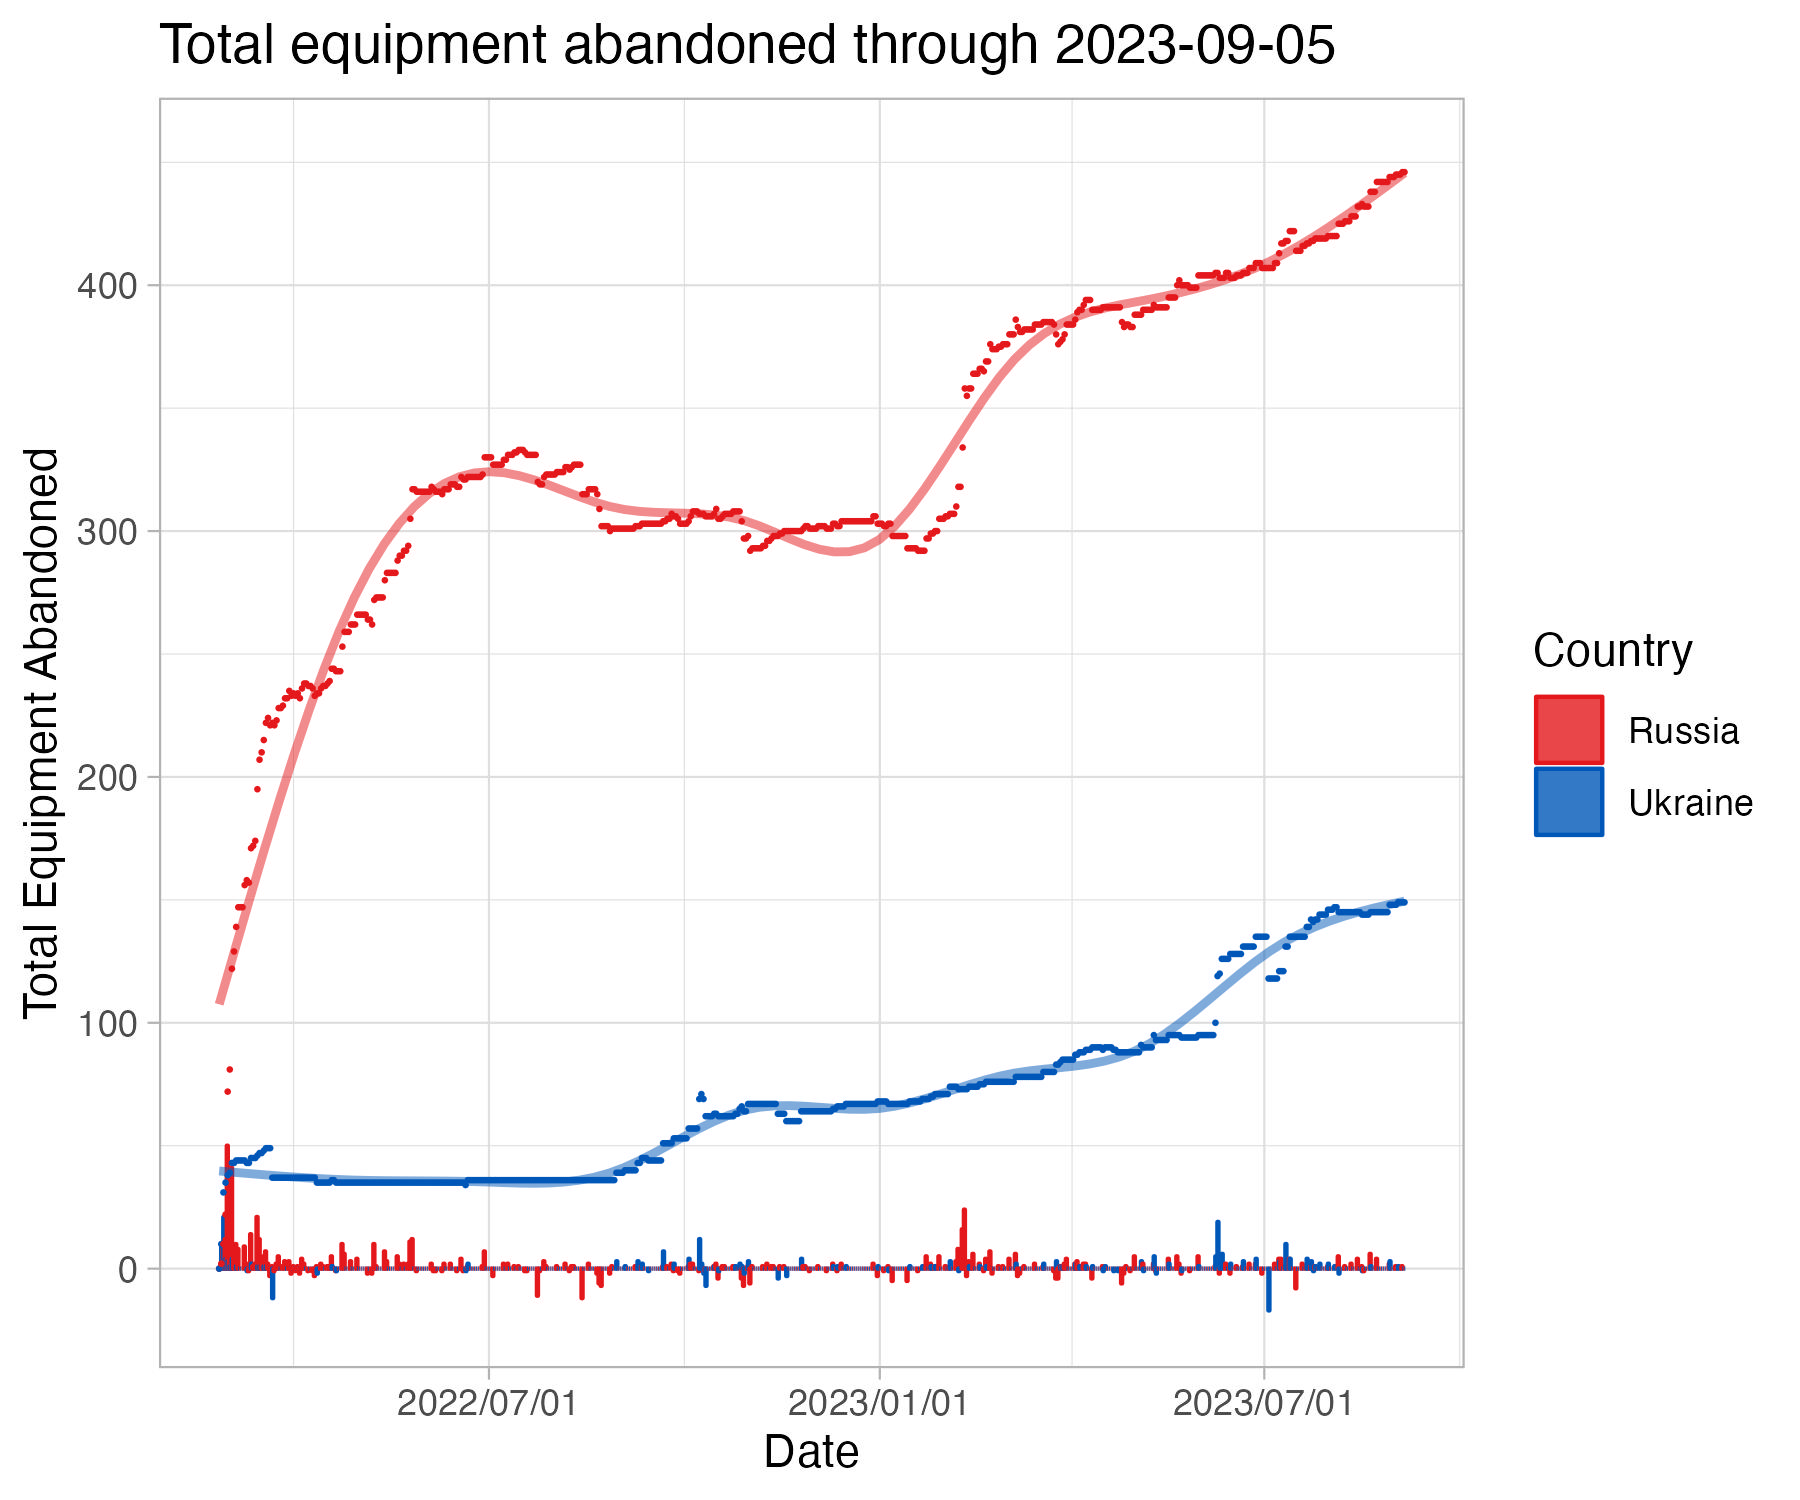 Total equipment abandoned through 2023-09-05
Total Equipment Abandoned
400
300
200
100
0
2022/07/01
2023/01/01
2023/07/01
Date
Country
Russia
Ukraine